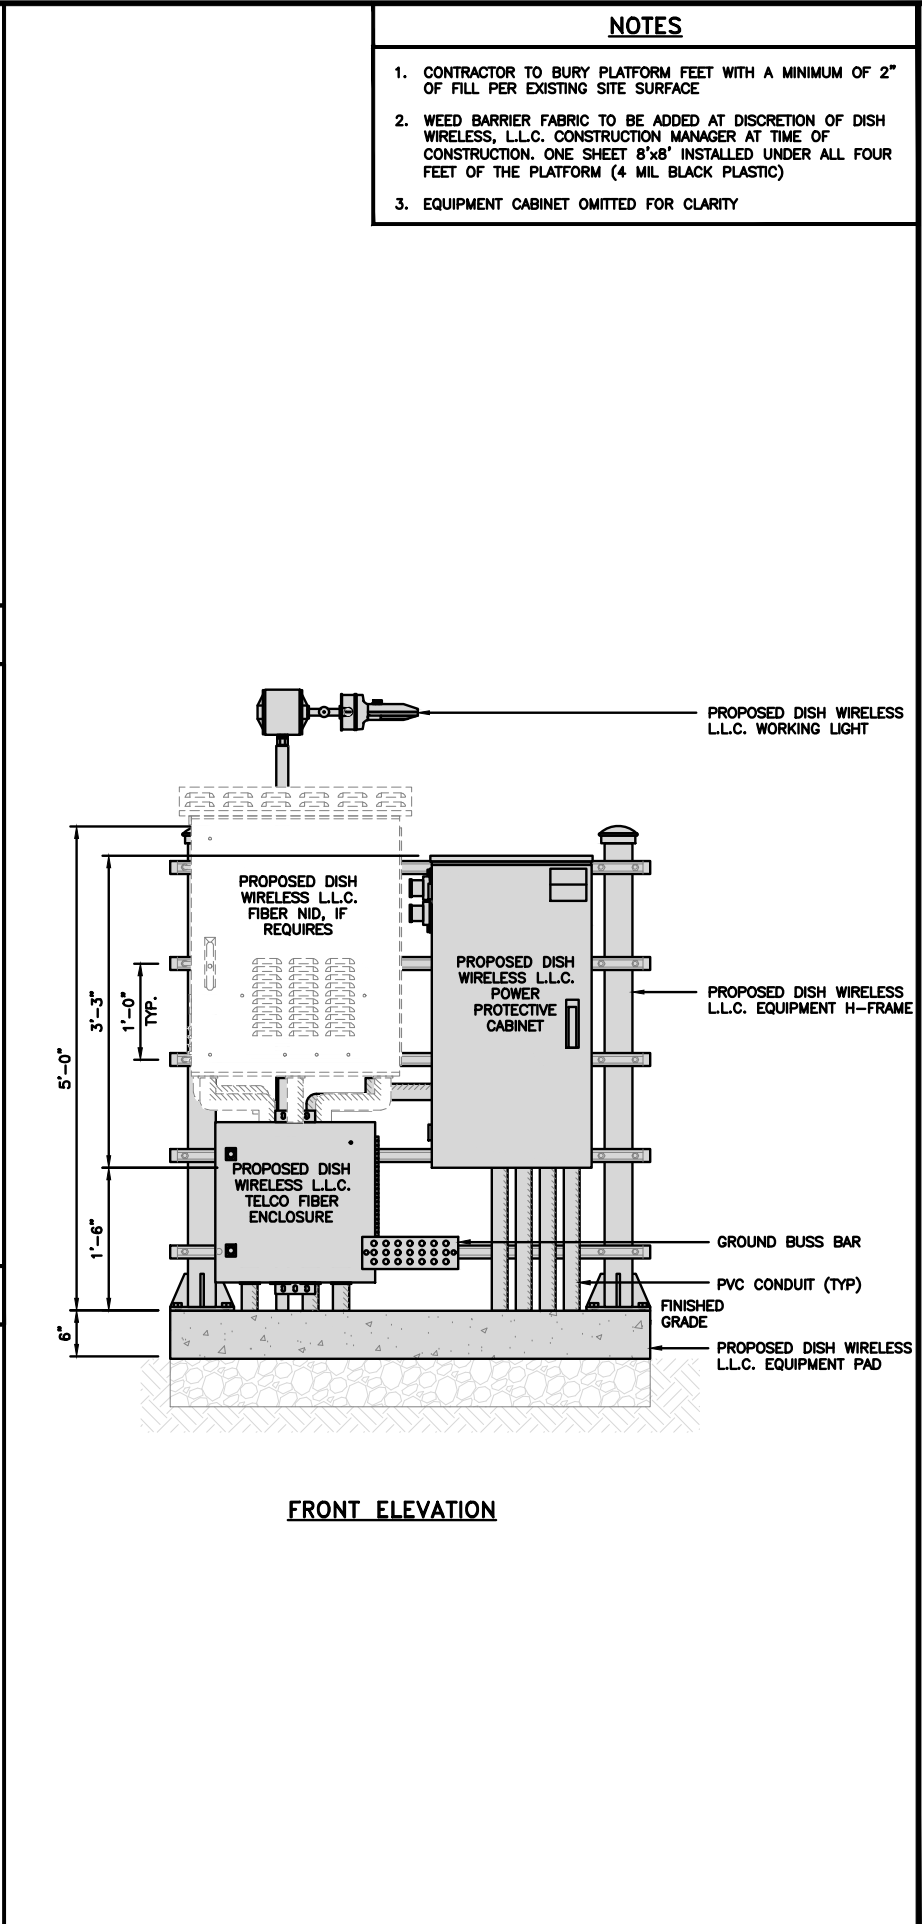 NOTES
1. CONTRACTOR TO BURY PLATFORM FEET WITH A MINIMUM OF 2"
OF FILL PER EXISTING SITE SURFACE
2. WEED BARRIER FABRIC TO BE ADDED AT DISCRETION OF DISH
WIRELESS, L.L.C. CONSTRUCTION MANAGER AT TIME OF
CONSTRUCTION. ONE SHEET 8'x8' INSTALLED UNDER ALL FOUR
FEET OF THE PLATFORM (4 MIL BLACK PLASTIC)
3. EQUIPMENT CABINET OMITTED FOR CLARITY
PROPOSED DISH WIRELESS
L.L.C. WORKING LIGHT
PROPOSED DISH
WIRELESS L.L.C.
FIBER NID, IF
REQUIRES
PROPOSED DISH
WIRELESS L.L.C.
POWER
PROTECTIVE
CABINET
PROPOSED DISH WIRELESS
L.L.C. EQUIPMENT H-FRAME
5'-0"
3'-3"
1'-0"
TYP.
PROPOSED DISH
WIRELESS L.L.C.
TELCO FIBER
ENCLOSURE
1'-6"
6"
GROUND BUSS BAR
PVC CONDUIT (TYP)
FINISHED
GRADE
PROPOSED DISH WIRELESS
L.L.C. EQUIPMENT PAD
FRONT ELEVATION